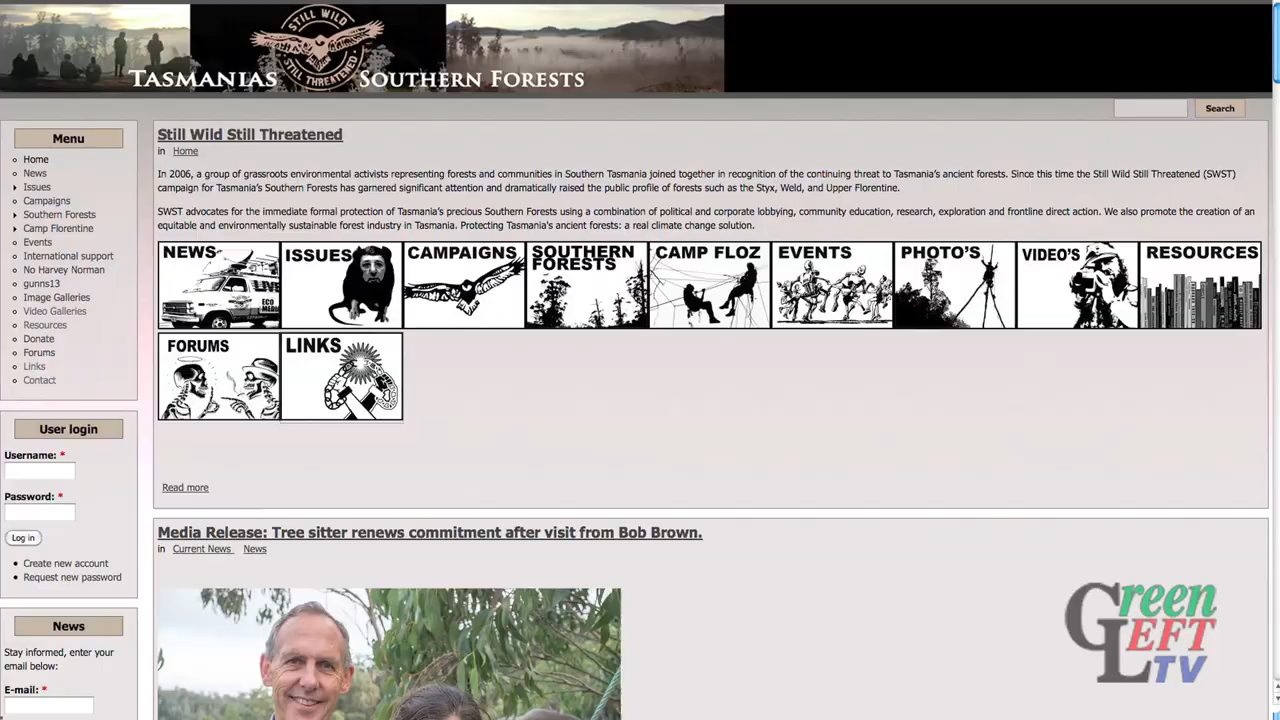 STILL WILD
STILL THREATENED
TASMANIAS SOUTHERN FORESTS
Search
Menu
Home
News
Issues
Campaigns
Southern Forests
Camp Florentine
Events
International support
No Harvey Norman
gunns13
Image Galleries
Video Galleries
Resources
Donate
Forums
Links
Contact
User login
Username: *
Password: *
Log in
Create new account
Request new password
News
Stay informed, enter your
email below:
E-mail: *
Still Wild Still Threatened
in Home
In 2006, a group of grassroots environmental activists representing forests and communities in Southern Tasmania joined together in recognition of the continuing threat to Tasmania's ancient forests. Since this time the Still Wild Still Threatened (SWST)
campaign for Tasmania's Southern Forests has garnered significant attention and dramatically raised the public profile of forests such as the Styx, Weld, and Upper Florentine.
SWST advocates for the immediate formal protection of Tasmania's precious Southern Forests using a combination of political and corporate lobbying, community education, research, exploration and frontline direct action. We also promote the creation of an
equitable and environmentally sustainable forest industry in Tasmania. Protecting Tasmania's ancient forests: a real climate change solution.
NEWS
ISSUES
CAMPAIGNS
SOUTHERN
FORESTS
CAMP FLOZ
EVENTS
PHOTO'S
VIDEO'S
RESOURCES
LIVE
ECO
MEDIA
FORUMS
LINKS
Read more
Media Release: Tree sitter renews commitment after visit from Bob Brown.
in Current News News
Green
LEFT
TV